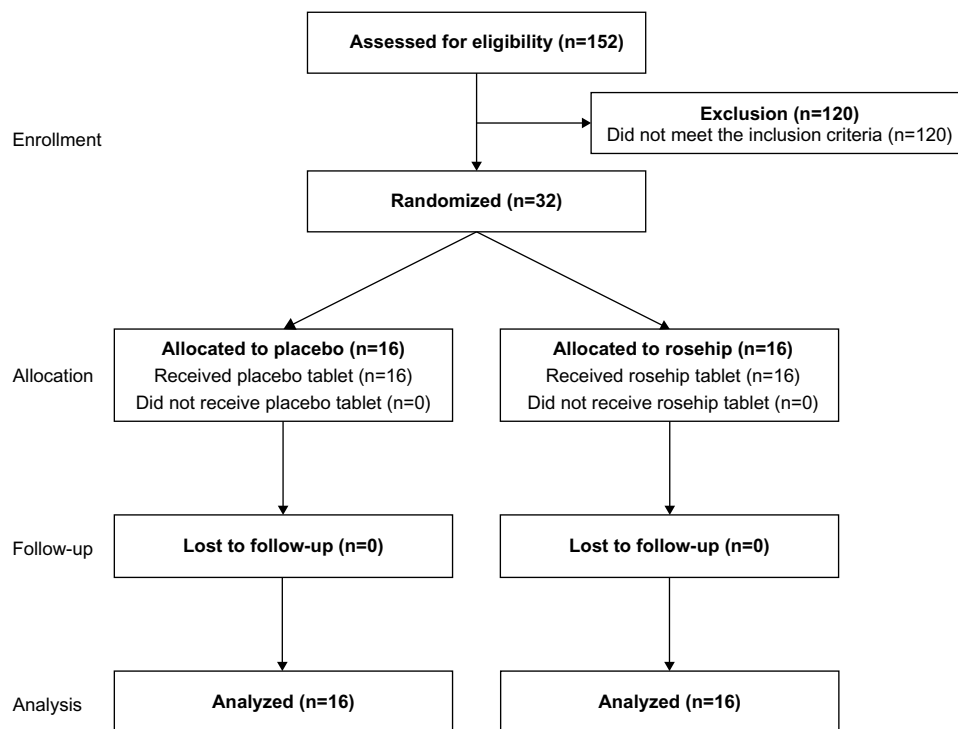 Assessed for eligibility (n=152)
Enrollment
Exclusion (n=120)
Did not meet the inclusion criteria (n=120)
Randomized (n=32)
Allocation
Allocated to placebo (n=16)
Received placebo tablet (n=16)
Did not receive placebo tablet (n=0)
Allocated to rosehip (n=16)
Received rosehip tablet (n=16)
Did not receive rosehip tablet (n=0)
Follow-up
Lost to follow-up (n=0)
Lost to follow-up (n=0)
Analysis
Analyzed (n=16)
Analyzed (n=16)